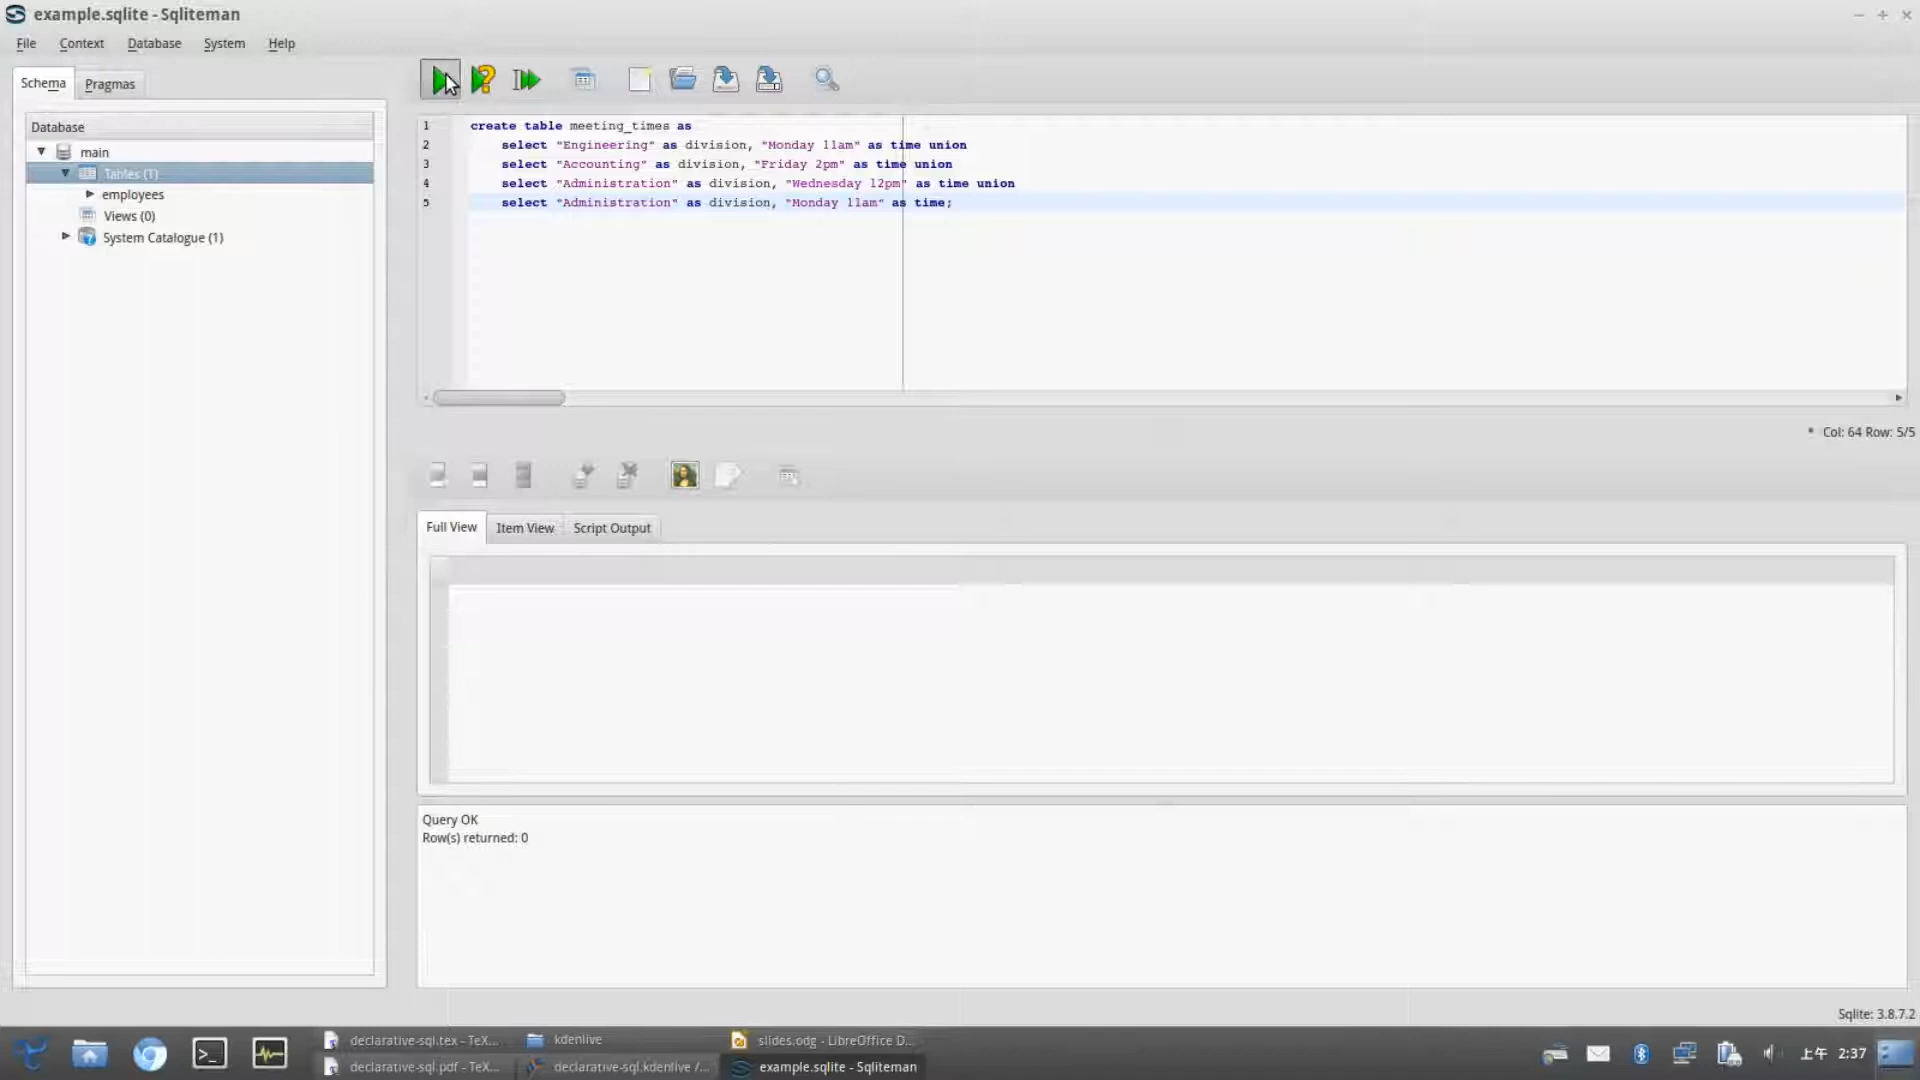 example.sqlite - Sqliteman
File Context Database System Help
Schema Pragmas
Database
main
Tables (1)
employees
Views (0)
System Catalogue (1)
1 create table meeting_times as
2 select "Engineering" as division, "Monday 11am" as time union
3 select "Accounting" as division, "Friday 2pm" as time union
4 select "Administration" as division, "Wednesday 12pm" as time union
5 select "Administration" as division, "Monday 11am" as time;
* Col: 64 Row: 5/5
Full View Item View Script Output
Query OK
Row(s) returned: 0
Sqlite: 3.8.7.2
declarative-sql.tex - TeX... kdenlive slides.odg - LibreOffice D...
declarative-sql.pdf - TeX... declarative-sql.kdenlive /... example.sqlite - Sqliteman
上午 2:37